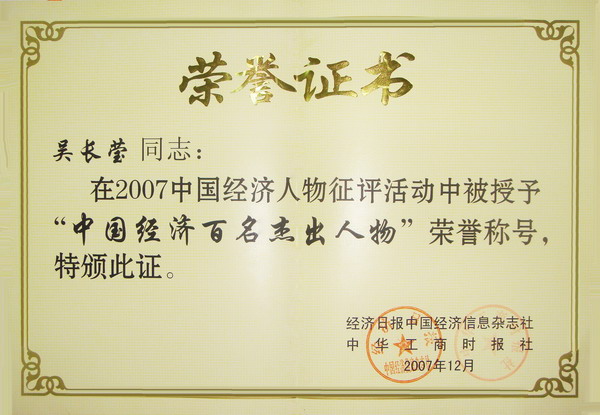 荣誉证书
吴长莹 同志：
在2007中国经济人物征评活动中被授予
“中国经济百名杰出人物”荣誉称号，
特颁此证。
经济日报中国经济信息杂志社
中华工商时报社
2007年12月